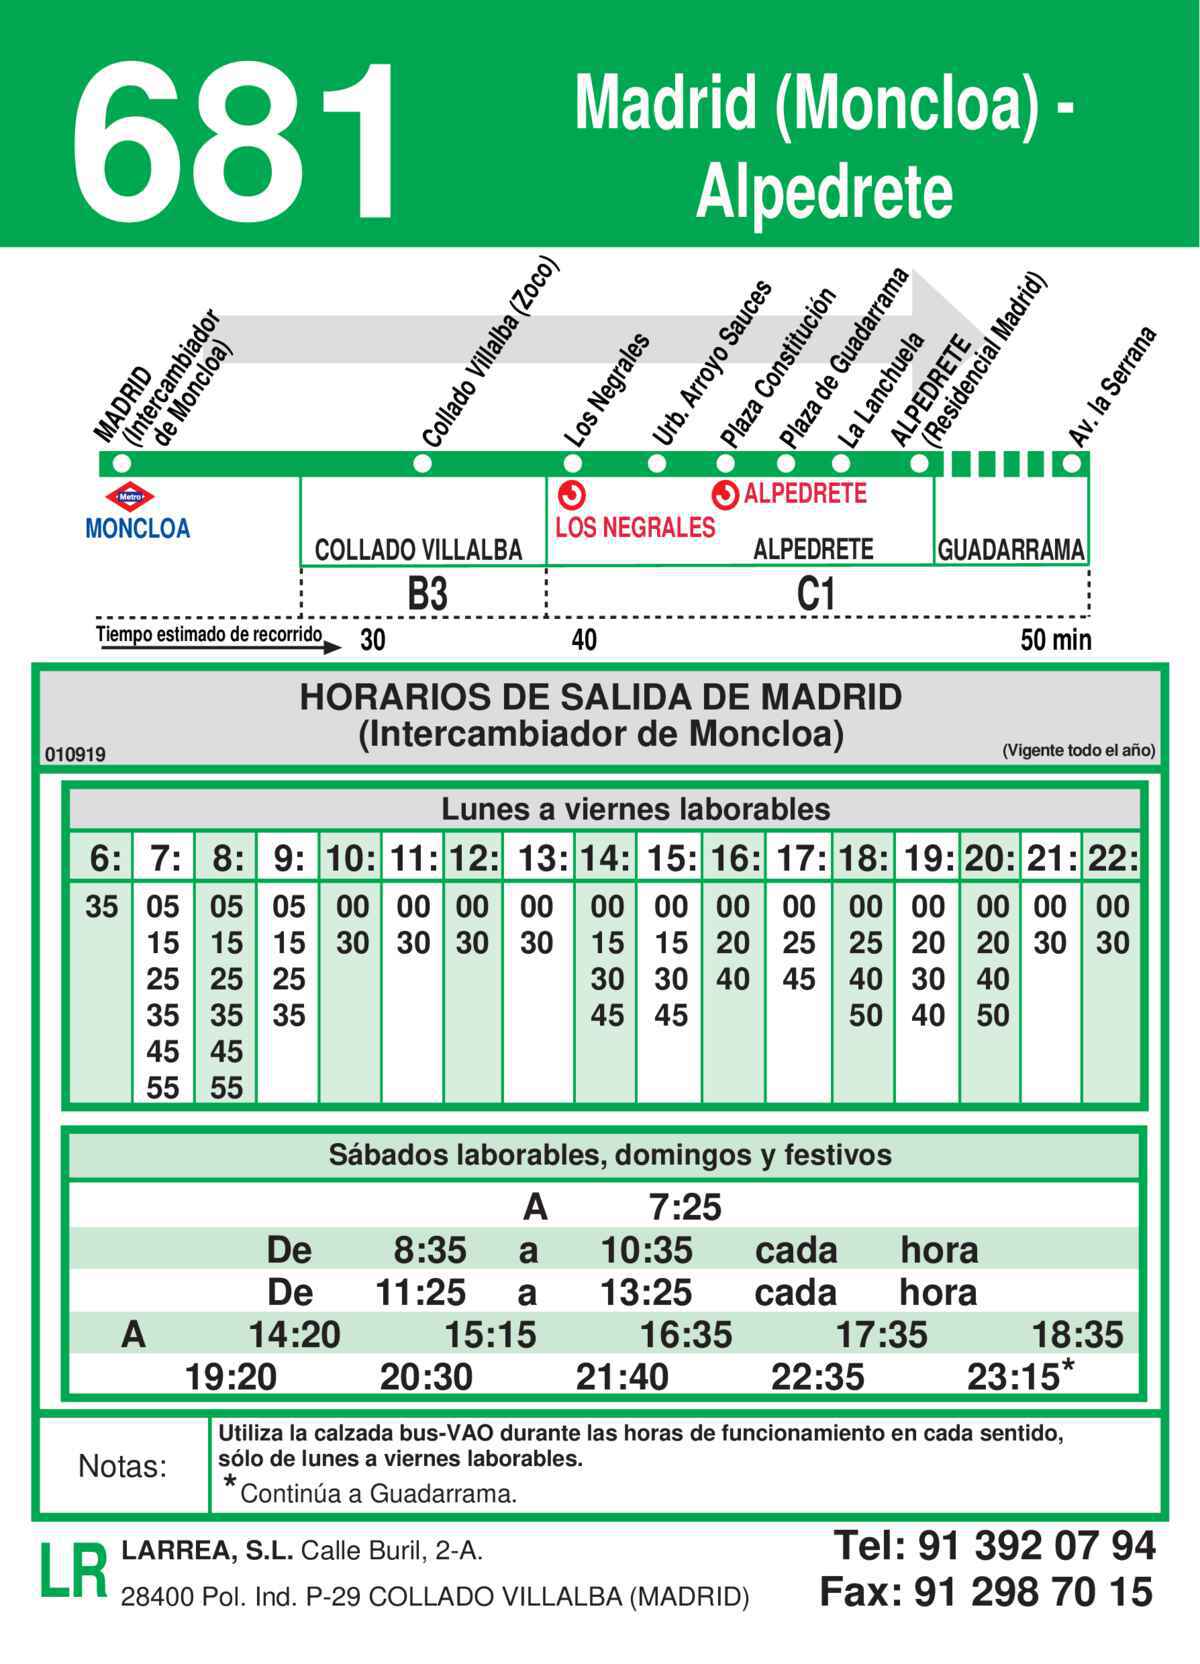 681
Madrid (Moncloa) -
Alpedrete
MADRID
(Intercambiador
de Moncloa)
Collado Villalba (Zoco)
Los Negrales
Urb. Arroyo Sauces
Plaza Constitución
Plaza de Guadarrama
La Lanchuela
ALPEDRETE
(Residencial Madrid)
Av. la Serrana
Metro
MONCLOA
LOS NEGRALES
ALPEDRETE
COLLADO VILLALBA
ALPEDRETE
GUADARRAMA
B3
C1
Tiempo estimado de recorrido
30
40
50 min
HORARIOS DE SALIDA DE MADRID
(Intercambiador de Moncloa)
010919
(Vigente todo el año)
Lunes a viernes laborables
6: 7: 8: 9: 10: 11: 12: 13: 14: 15: 16: 17: 18: 19: 20: 21: 22:
35 05 05 05 00 00 00 00 00 00 00 00 00 00 00 00 00
15 15 15 30 30 30 30 15 15 20 25 25 20 20 30 30
25 25 25 30 30 40 45 40 30 40
35 35 35 45 45 50 40 50
45 45
55 55
Sábados laborables, domingos y festivos
A 7:25
De 8:35 a 10:35 cada hora
De 11:25 a 13:25 cada hora
A 14:20 15:15 16:35 17:35 18:35
19:20 20:30 21:40 22:35 23:15*
Notas:
Utiliza la calzada bus-VAO durante las horas de funcionamiento en cada sentido,
sólo de lunes a viernes laborables.
* Continúa a Guadarrama.
LR
LARREA, S.L. Calle Buril, 2-A.
28400 Pol. Ind. P-29 COLLADO VILLALBA (MADRID)
Tel: 91 392 07 94
Fax: 91 298 70 15